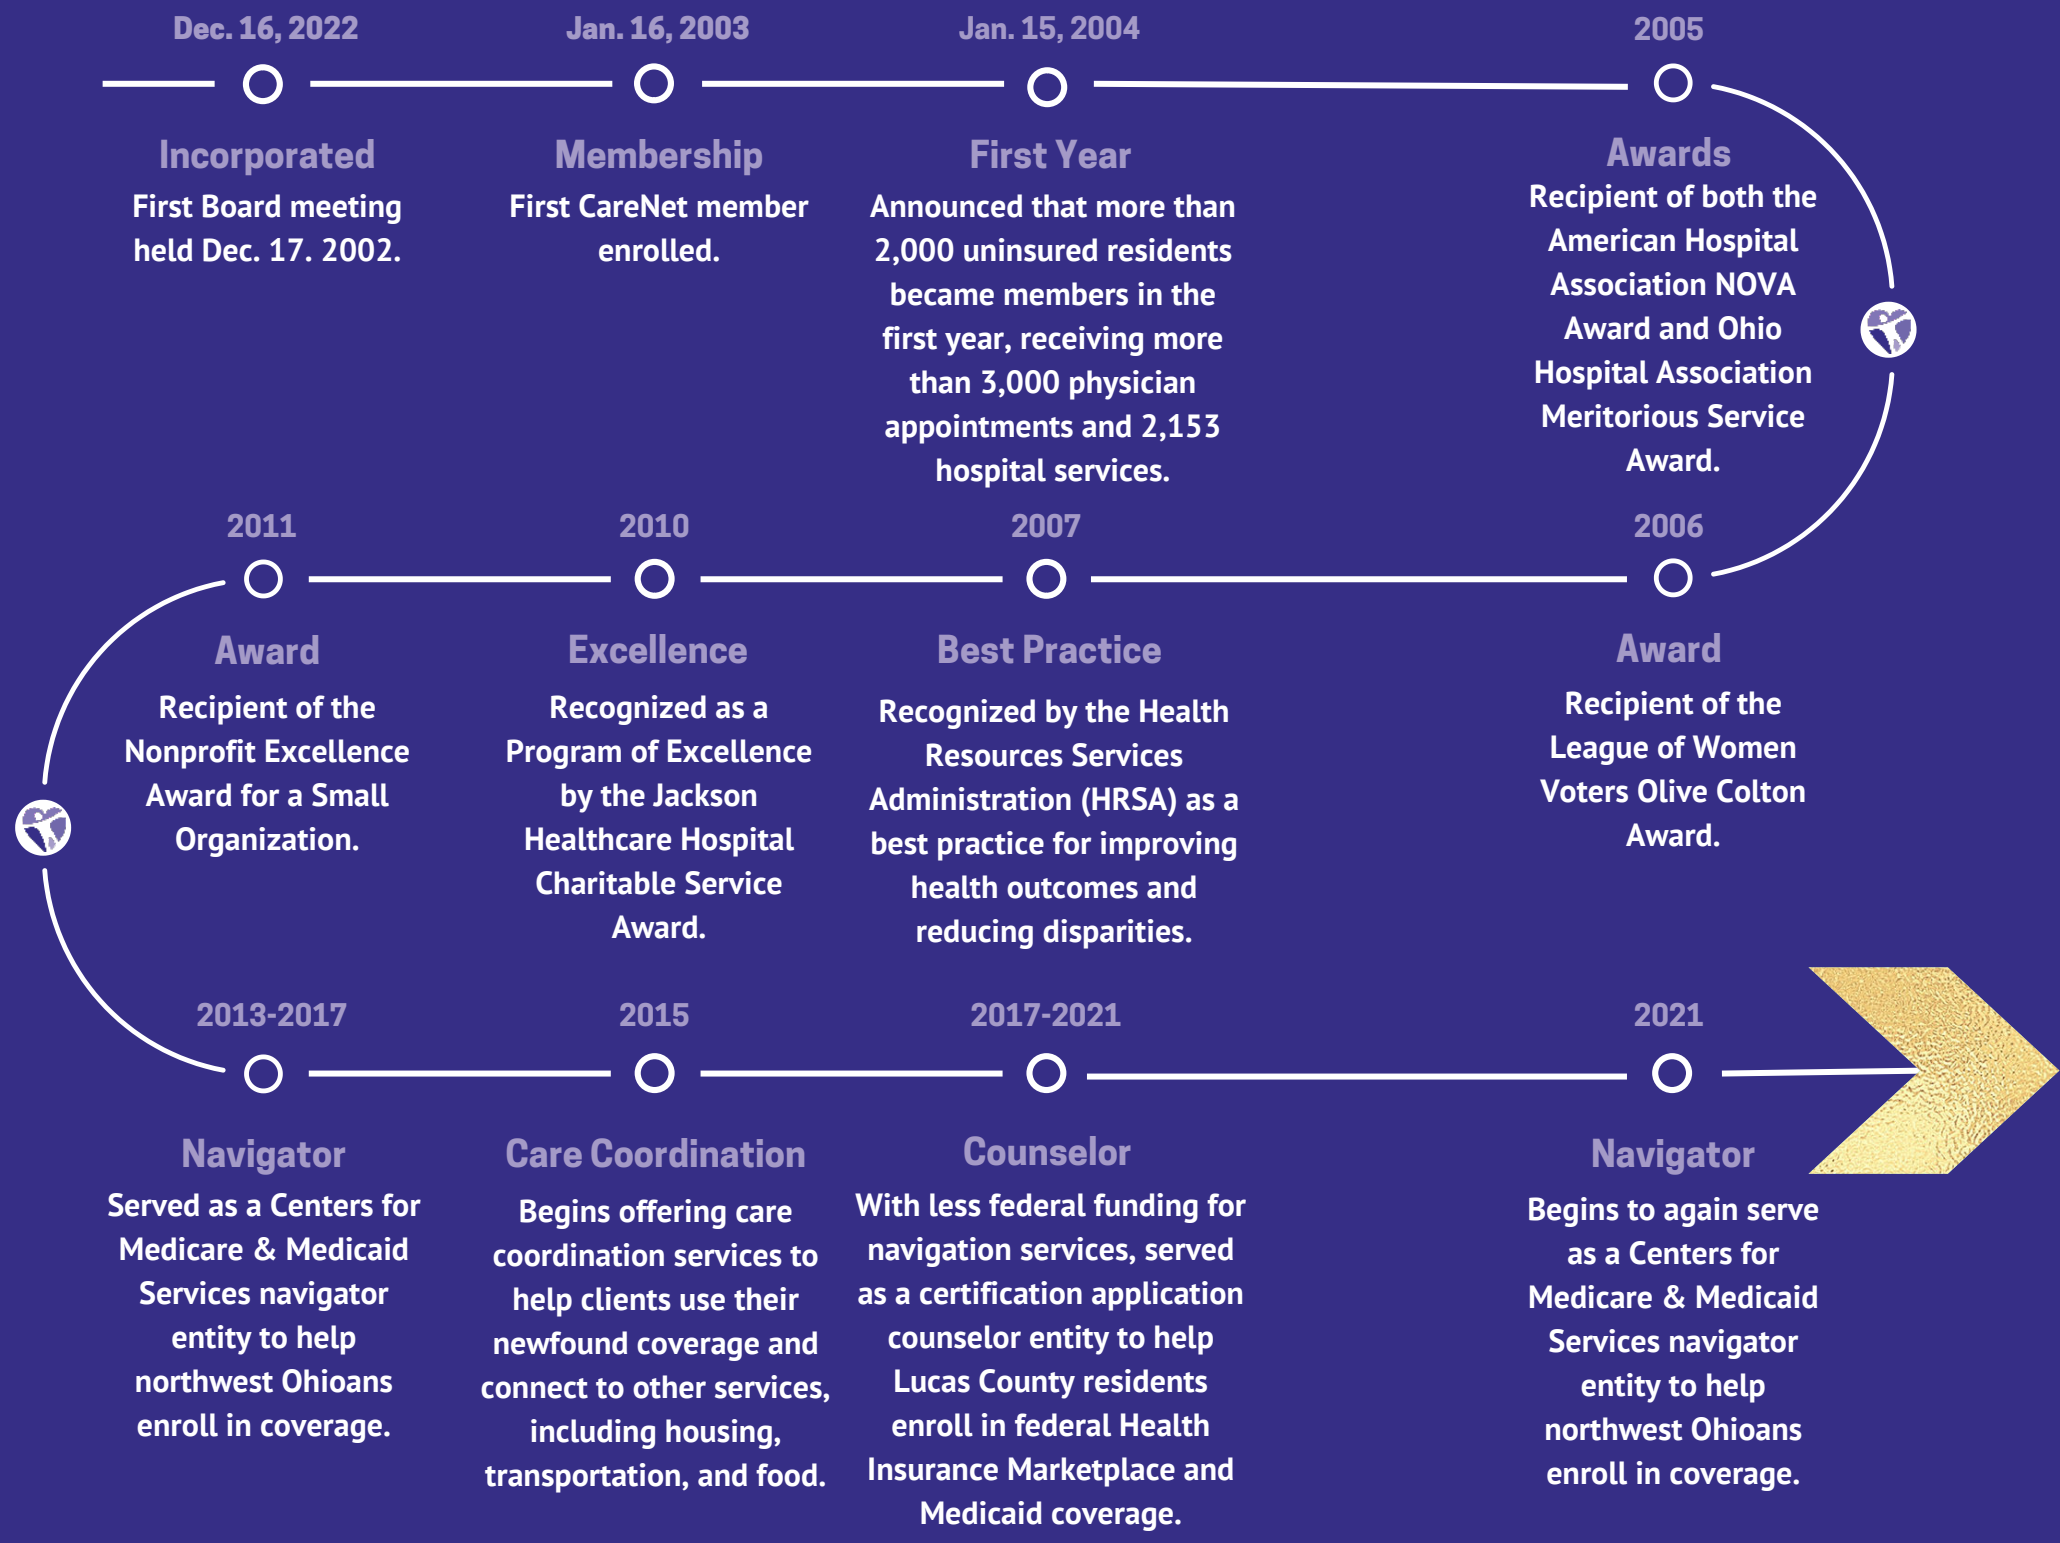 Dec. 16, 2022
Incorporated
First Board meeting
held Dec. 17. 2002.
Jan. 16, 2003
Membership
First CareNet member
enrolled.
Jan. 15, 2004
First Year
Announced that more than
2,000 uninsured residents
became members in the
first year, receiving more
than 3,000 physician
appointments and 2,153
hospital services.
2005
Awards
Recipient of both the
American Hospital
Association NOVA
Award and Ohio
Hospital Association
Meritorious Service
Award.
2006
Award
Recipient of the
League of Women
Voters Olive Colton
Award.
2007
Best Practice
Recognized by the Health
Resources Services
Administration (HRSA) as a
best practice for improving
health outcomes and
reducing disparities.
2010
Excellence
Recognized as a
Program of Excellence
by the Jackson
Healthcare Hospital
Charitable Service
Award.
2011
Award
Recipient of the
Nonprofit Excellence
Award for a Small
Organization.
2013-2017
Navigator
Served as a Centers for
Medicare & Medicaid
Services navigator
entity to help
northwest Ohioans
enroll in coverage.
2015
Care Coordination
Begins offering care
coordination services to
help clients use their
newfound coverage and
connect to other services,
including housing,
transportation, and food.
2017-2021
Counselor
With less federal funding for
navigation services, served
as a certification application
counselor entity to help
Lucas County residents
enroll in federal Health
Insurance Marketplace and
Medicaid coverage.
2021
Navigator
Begins to again serve
as a Centers for
Medicare & Medicaid
Services navigator
entity to help
northwest Ohioans
enroll in coverage.